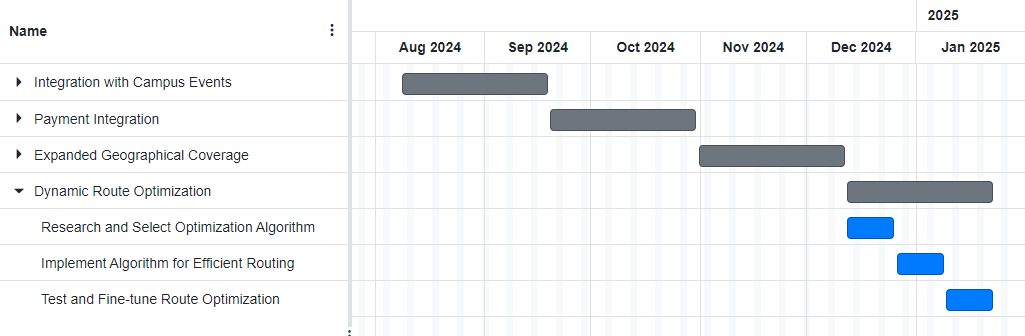 2025
Name
Aug 2024 Sep 2024 Oct 2024 Nov 2024 Dec 2024 Jan 2025
Integration with Campus Events
Payment Integration
Expanded Geographical Coverage
Dynamic Route Optimization
Research and Select Optimization Algorithm
Implement Algorithm for Efficient Routing
Test and Fine-tune Route Optimization